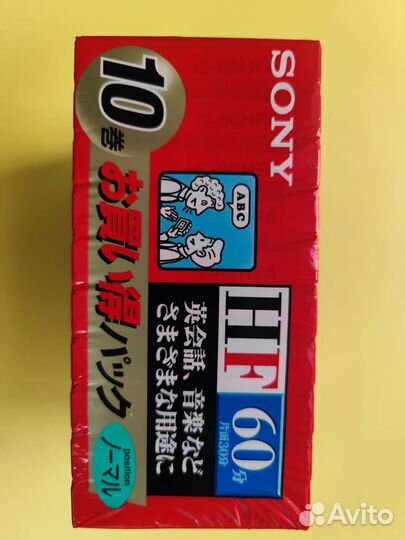 SONY
C-60HF
10巻
お買い得パック
ABC
HF 60分
片面30分
英会話、音楽など
さまざまな用途に
position
ノーマル
Avito